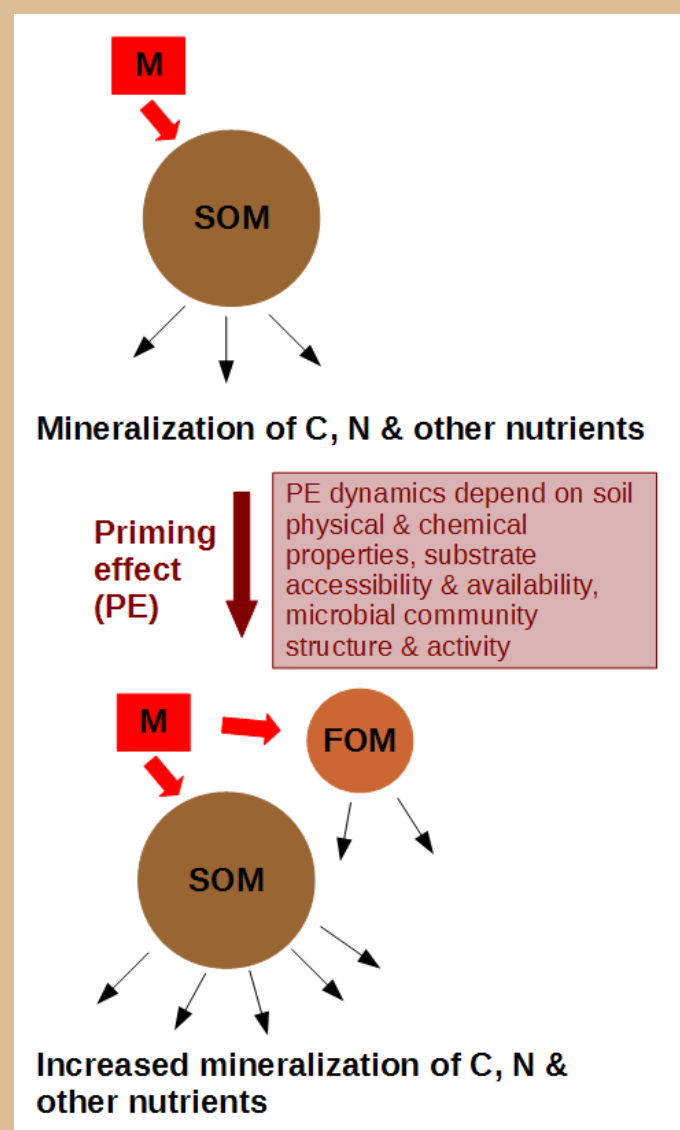 M
SOM
Mineralization of C, N & other nutrients
Priming
effect
(PE)
PE dynamics depend on soil
physical & chemical
properties, substrate
accessibility & availability,
microbial community
structure & activity
M
FOM
SOM
Increased mineralization of C, N &
other nutrients